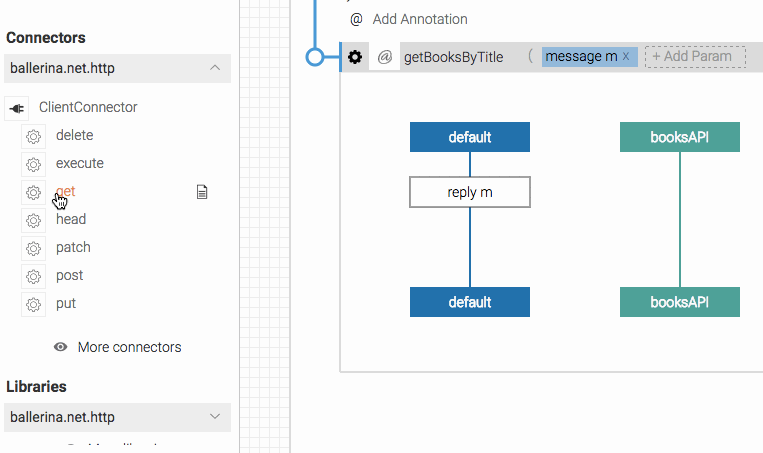 Connectors
ballerina.net.http
ClientConnector
delete
execute
get
head
patch
post
put
More connectors
Libraries
ballerina.net.http
@ Add Annotation
@ getBooksByTitle ( message m x + Add Param
default
booksAPI
reply m
default
booksAPI